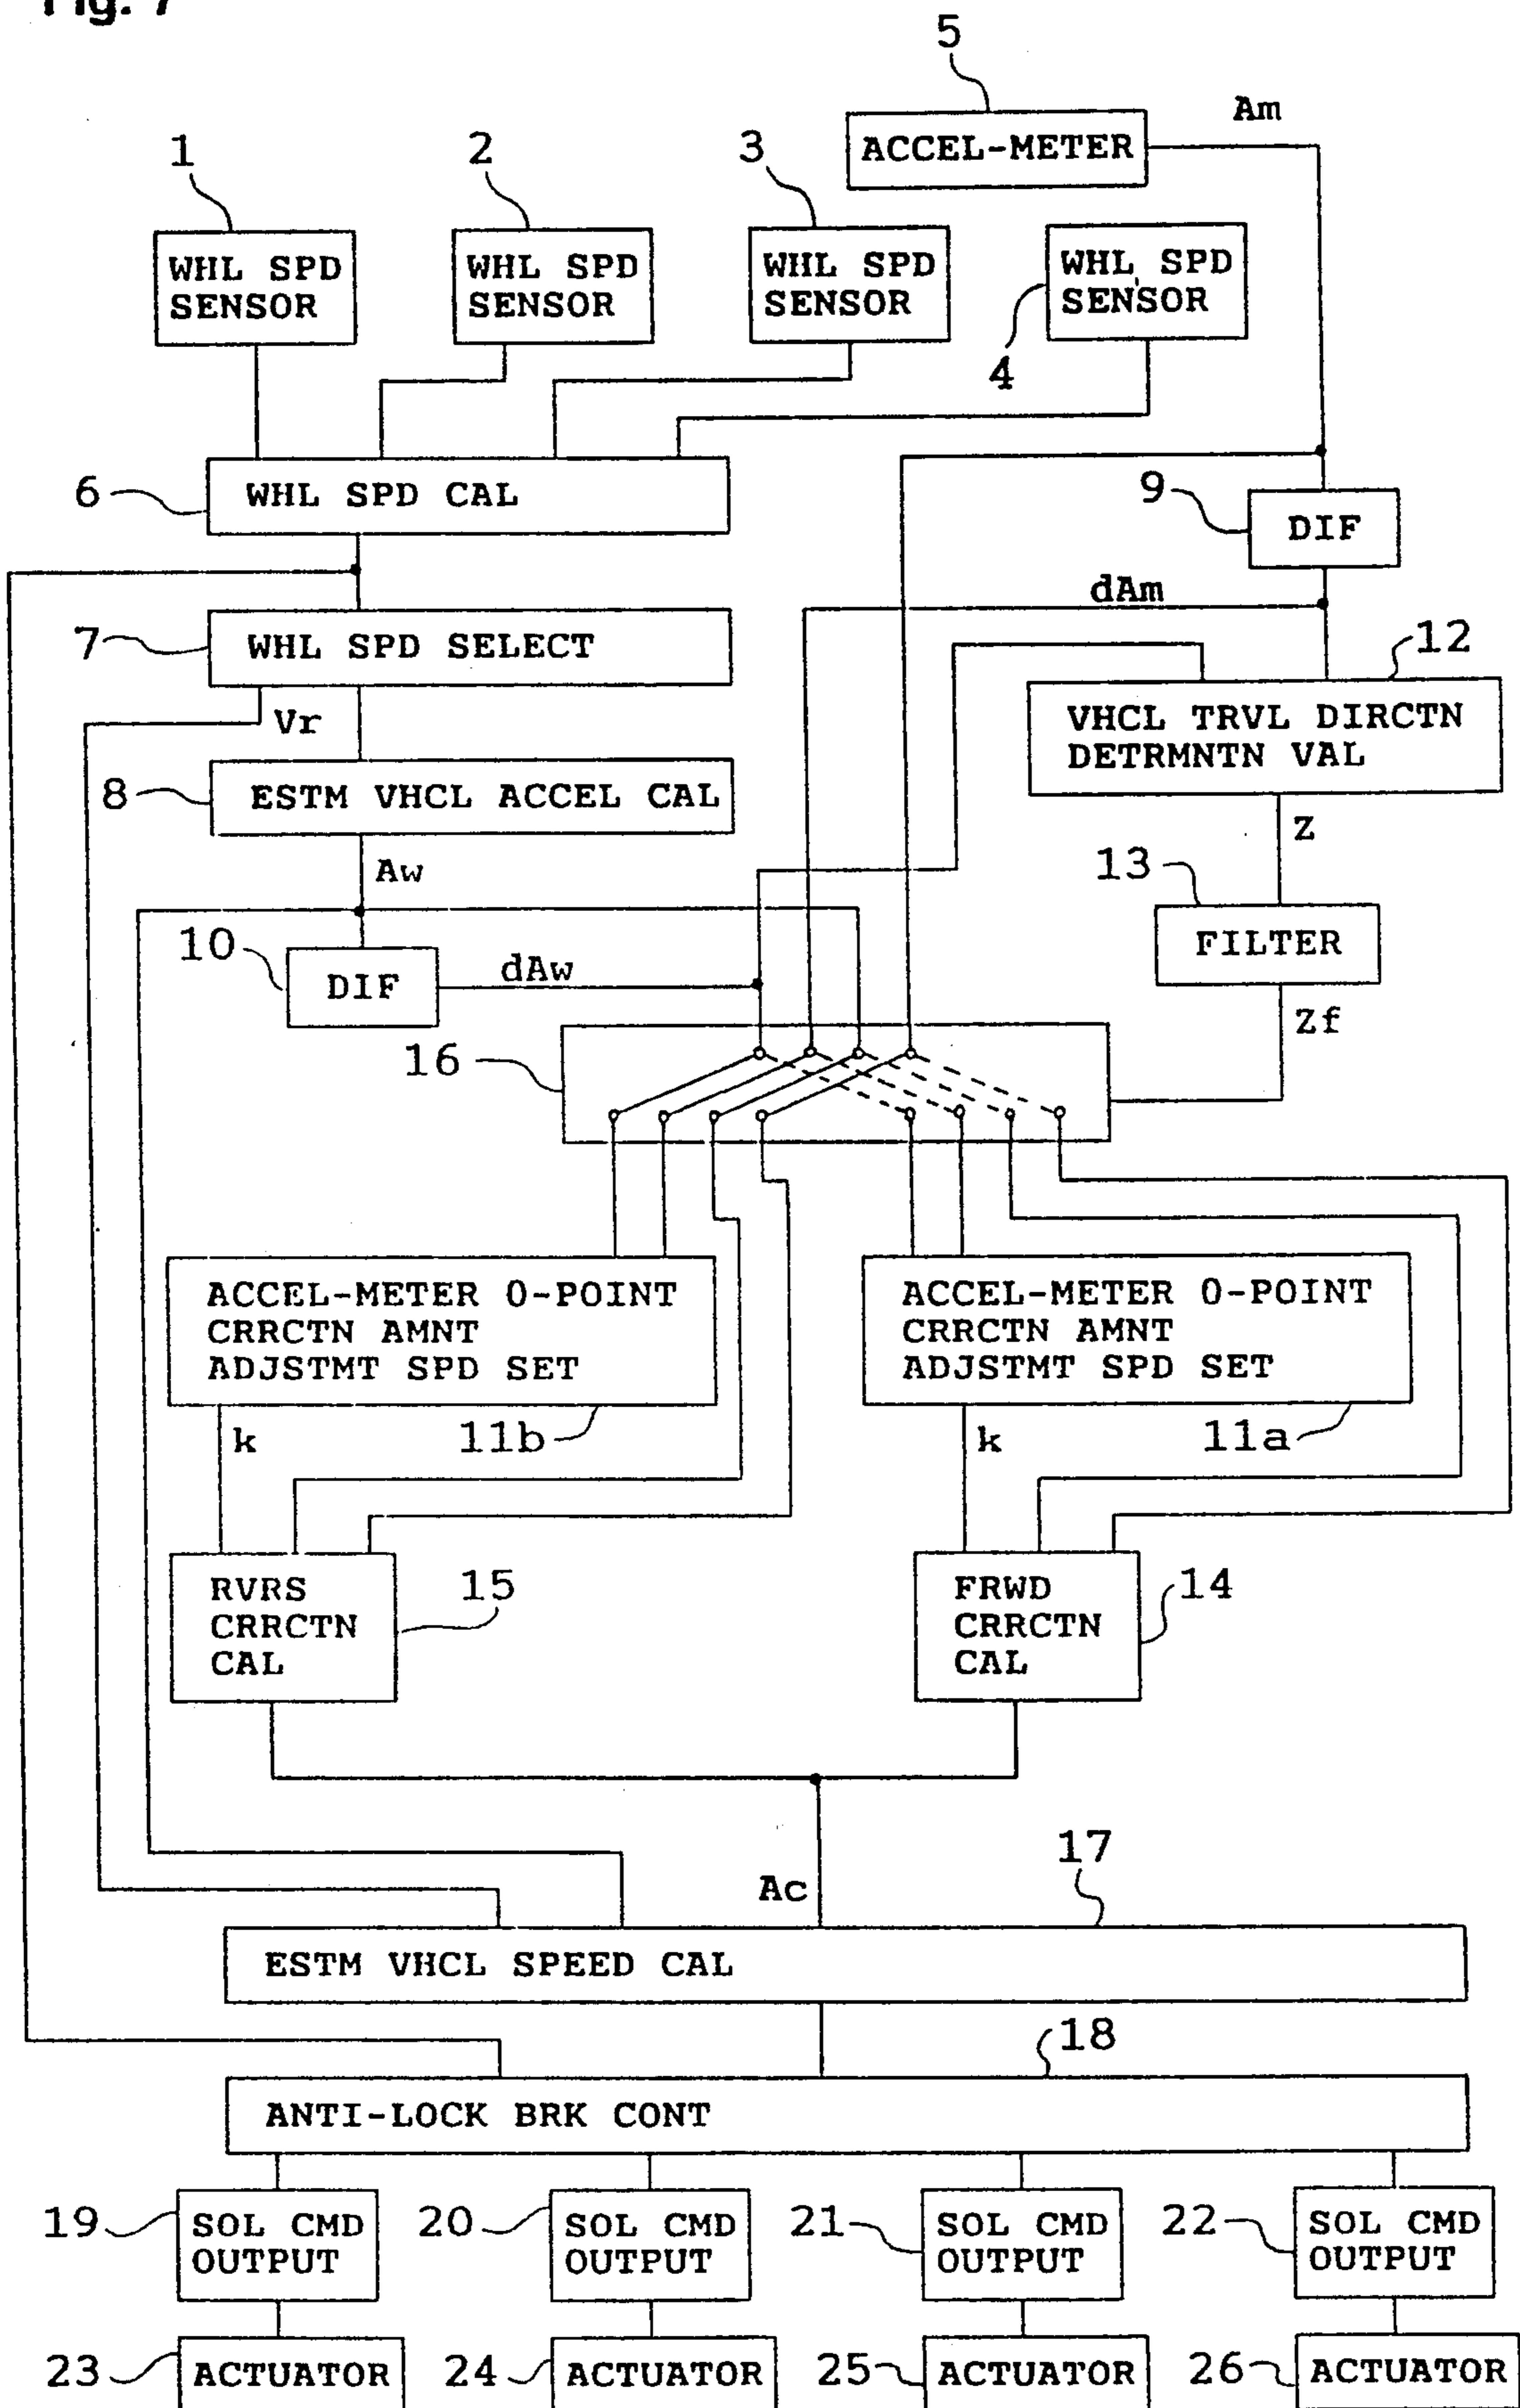 Fig. 7
5
Am
ACCEL-METER
1
2
3
WHL SPD
SENSOR
WHL SPD
SENSOR
WHL SPD
SENSOR
WHL SPD
SENSOR
4
6
WHL SPD CAL
9
DIF
dAm
7
WHL SPD SELECT
12
Vr
VHCL TRVL DIRCTN
DETRMNTN VAL
8
ESTM VHCL ACCEL CAL
Z
Aw
13
10
DIF
dAw
FILTER
Zf
16
ACCEL-METER 0-POINT
CRRCTN AMNT
ADJSTMT SPD SET
ACCEL-METER 0-POINT
CRRCTN AMNT
ADJSTMT SPD SET
k
11b
k
11a
RVRS
CRRCTN
CAL
15
FRWD
CRRCTN
CAL
14
17
Ac
ESTM VHCL SPEED CAL
18
ANTI-LOCK BRK CONT
19
SOL CMD
OUTPUT
20
SOL CMD
OUTPUT
21
SOL CMD
OUTPUT
22
SOL CMD
OUTPUT
23
ACTUATOR
24
ACTUATOR
25
ACTUATOR
26
ACTUATOR